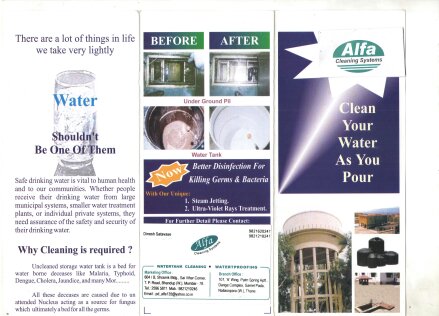 There are a lot of things in life
we take very lightly
Water
Shouldn't
Be One Of Them
Safe drinking water is vital to human health
and to our communities. Whether people
receive their drinking water from large
municipal systems, smaller water treatment
plants, or individual private systems, they
need assurance of the safety and security of
their drinking water.
Why Cleaning is required ?
Uncleaned storage water tank is a bed for
water borne deceases like Malaria, Typhoid,
Dengue, Cholera, Jaundice, and many Mor........
All these deceases are caused due to an
attended Nucleus acting as a source for fungus
which ultimately a bed for all the germs.
BEFORE
AFTER
Under Ground Pit
Water Tank
Now
Better Disinfection For
Killing Germs & Bacteria
With Our Unique:
1. Steam Jetting.
2. Ultra-Violet Rays Treatment.
For Further Detail Please Contact:
Alfa
Cleaning Systems
WATERTANK CLEANING • WATERPROOFING
Marketing Office :
Branch Office :
Alfa
Cleaning Systems
Clean
Your
Water
As You
Pour